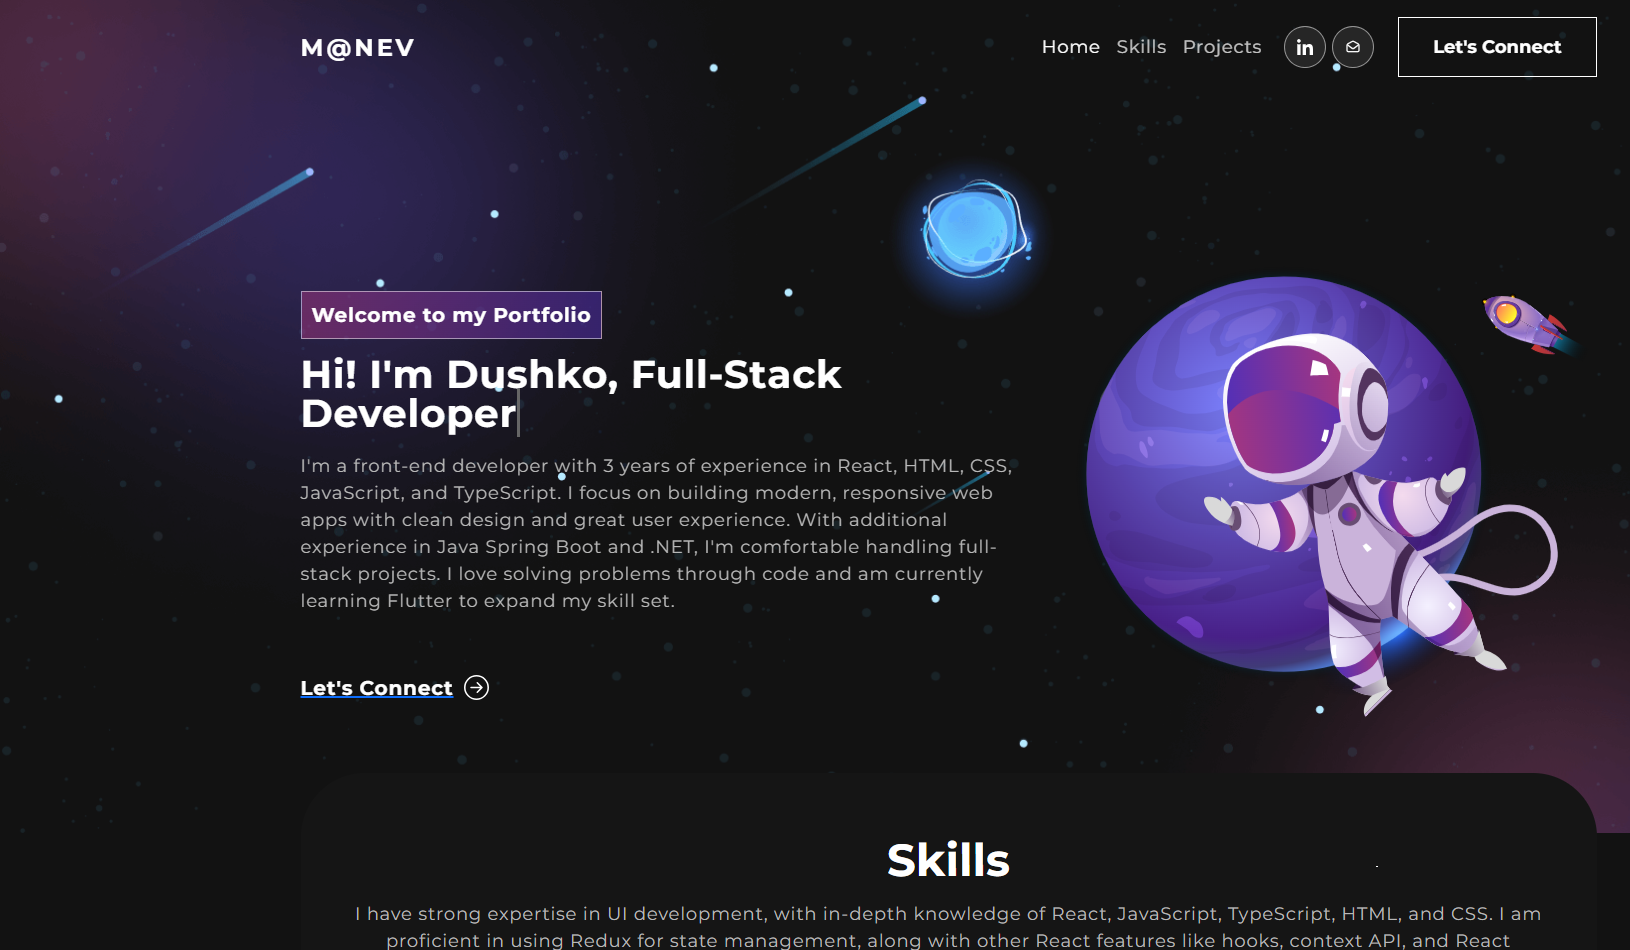 M@NEV
Home Skills Projects
in
Let's Connect
Welcome to my Portfolio
Hi! I'm Dushko, Full-Stack
Developer
I'm a front-end developer with 3 years of experience in React, HTML, CSS,
JavaScript, and TypeScript. I focus on building modern, responsive web
apps with clean design and great user experience. With additional
experience in Java Spring Boot and .NET, I'm comfortable handling full-
stack projects. I love solving problems through code and am currently
learning Flutter to expand my skill set.
Let's Connect
Skills
I have strong expertise in UI development, with in-depth knowledge of React, JavaScript, TypeScript, HTML, and CSS. I am
proficient in using Redux for state management, along with other React features like hooks, context API, and React